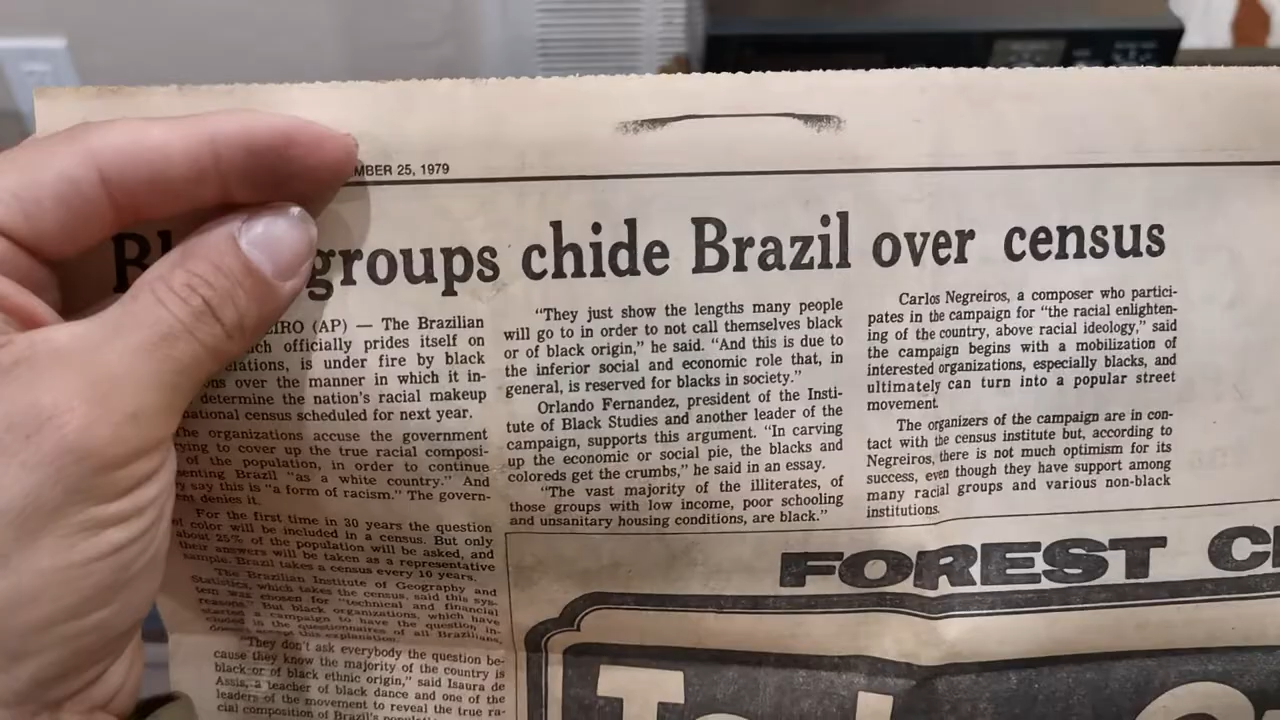 MBER 25, 1979
groups chide Brazil over census
EIRO (AP) — The Brazilian
officially prides itself on
is under fire by black
over the manner in which it in-
determine the nation's racial makeup
national census scheduled for next year.
The organizations accuse the government
to cover up the true racial composi-
of the population, in order to continue
Brazil "as a white country." And
say this is "a form of racism." The govern-
denies it.
For the first time in 30 years the question
of color will be included in a census. But only
about 25% of the population will be asked, and
their answers will be taken as a representative
sample. Brazil takes a census every 10 years.
The Brazilian Institute of Geography and
Statistics, which takes the census, said this sys-
tem was chosen for "technical and financial
reasons." But black organizations, which have
started a campaign to have the question in-
cluded in the questionnaires of all Brazilians,
don't accept this explanation.
"They don't ask everybody the question be-
cause they know the majority of the country is
black or of black ethnic origin," said Isaura de
Assis, a teacher of black dance and one of the
leaders of the movement to reveal the true ra-
cial composition of Brazil's
"They just show the lengths many people
will go to in order to not call themselves black
or of black origin," he said. "And this is due to
the inferior social and economic role that, in
general, is reserved for blacks in society."
Orlando Fernandez, president of the Insti-
tute of Black Studies and another leader of the
campaign, supports this argument. "In carving
up the economic or social pie, the blacks and
coloreds get the crumbs," he said in an essay.
"The vast majority of the illiterates, of
those groups with low income, poor schooling
and unsanitary housing conditions, are black."
Carlos Negreiros, a composer who partici-
pates in the campaign for "the racial enlighten-
ing of the country, above racial ideology," said
the campaign begins with a mobilization of
interested organizations, especially blacks, and
ultimately can turn into a popular street
movement.
The organizers of the campaign are in con-
tact with the census institute but, according to
Negreiros, there is not much optimism for its
success, even though they have support among
many racial groups and various non-black
institutions.
FOREST